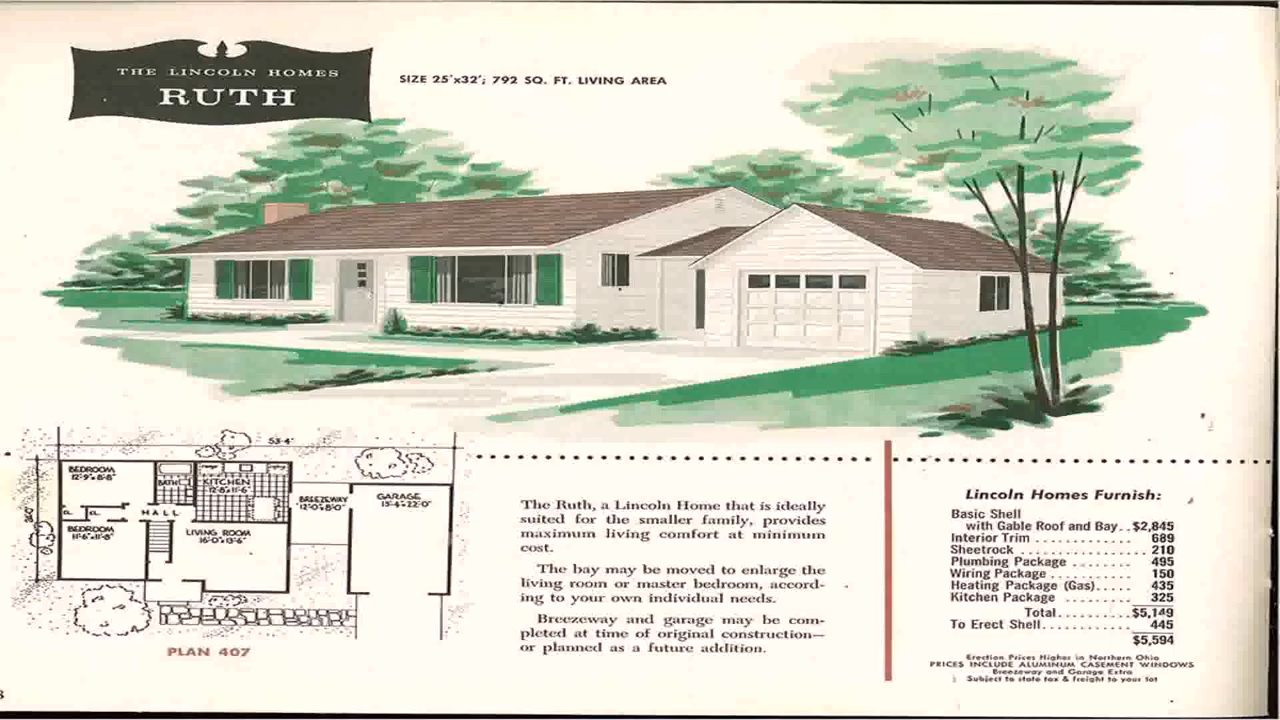 THE LINCOLN HOMES
RUTH
SIZE 25'x32'; 792 SQ. FT. LIVING AREA
53'-4"
BEDROOM
12'-9"x8'-8"
BATH
KITCHEN
12'-8"x11'-6"
BREEZEWAY
12'-0"x8'-0"
GARAGE
15'-4"x22'-0"
CL.
CL.
HALL
BEDROOM
11'-6"x11'-8"
LIVING ROOM
16'-0"x13'-6"
PLAN 407
The Ruth, a Lincoln Home that is ideally
suited for the smaller family, provides
maximum living comfort at minimum
cost.
The bay may be moved to enlarge the
living room or master bedroom, accord-
ing to your own individual needs.
Breezeway and garage may be com-
pleted at time of original construction—
or planned as a future addition.
Lincoln Homes Furnish:
Basic Shell
with Gable Roof and Bay..$2,845
Interior Trim .............. 689
Sheetrock .................. 210
Plumbing Package ......... 495
Wiring Package ............ 150
Heating Package (Gas)..... 435
Kitchen Package .......... 325
Total..........$5,149
To Erect Shell.............. 445
$5,594
Erection Prices Higher in Northern Ohio
PRICES INCLUDE ALUMINUM CASEMENT WINDOWS
Breezeway and Garage Extra
Subject to state tax & freight to your lot